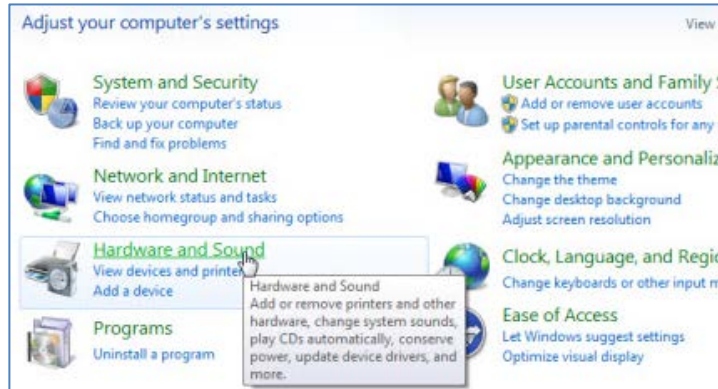 Adjust your computer's settings
View
System and Security
Review your computer's status
Back up your computer
Find and fix problems
Network and Internet
View network status and tasks
Choose homegroup and sharing options
Hardware and Sound
View devices and printe
Add a device
Hardware and Sound
Add or remove printers and other
hardware, change system sounds,
play CDs automatically, conserve
power, update device drivers, and
more.
Programs
Uninstall a program
User Accounts and Family
Add or remove user accounts
Set up parental controls for any
Appearance and Personaliz
Change the theme
Change desktop background
Adjust screen resolution
Clock, Language, and Regio
Change keyboards or other input m
Ease of Access
Let Windows suggest settings
Optimize visual display